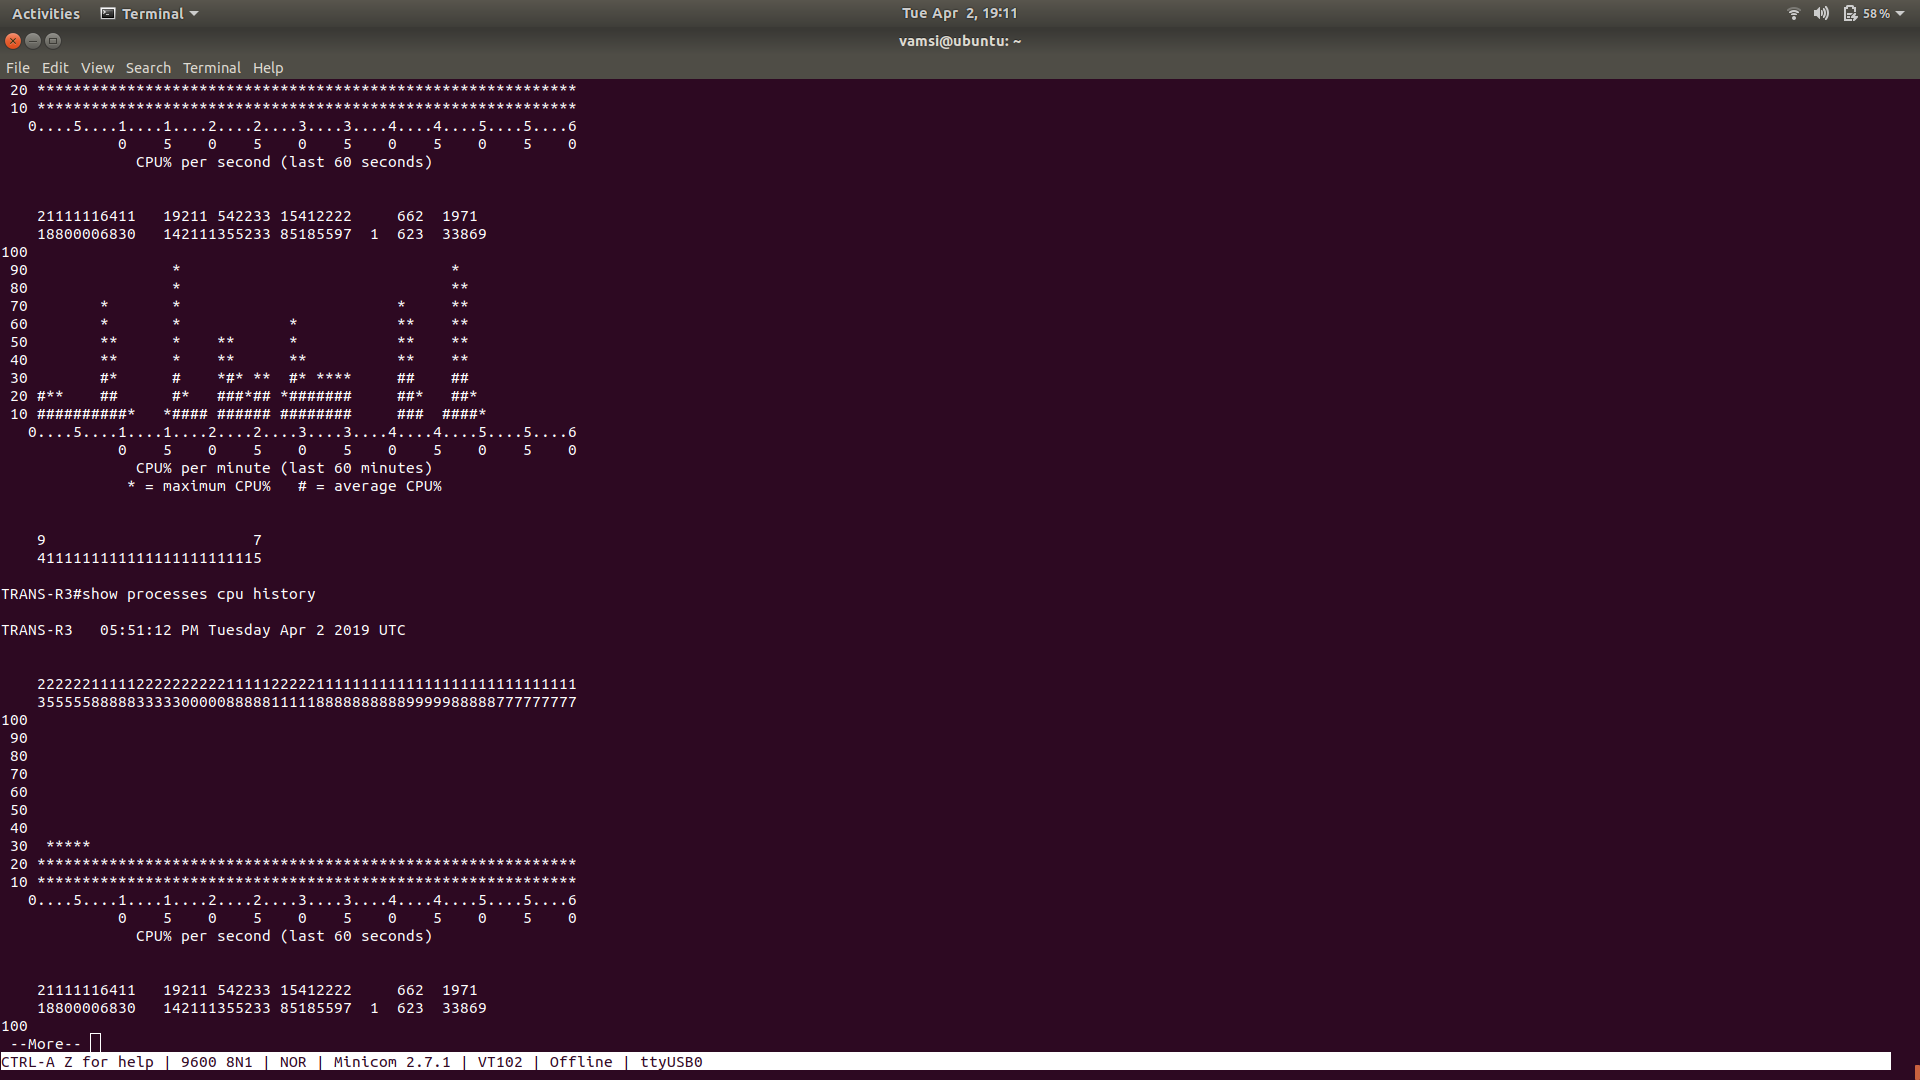 Activities Terminal Tue Apr 2, 19:11 58%
vamsi@ubuntu: ~
File Edit View Search Terminal Help
 20 ************************************************************
 10 ************************************************************
   0....5....1....1....2....2....3....3....4....4....5....5....6
             0    5    0    5    0    5    0    5    0    5    0
               CPU% per second (last 60 seconds)
    21111116411   19211 542233 15412222     662  1971
    18800006830   142111355233 85185597  1  623  33869
100
 90                *                              *
 80                *                              **
 70        *       *                        *     **
 60        *       *            *           **    **
 50        **      *    **      *           **    **
 40        **      *    **      **          **    **
 30        #*      #    *#* **  #* ****     ##    ##
 20 #**    ##      #*   ###*## *#######     ##*   ##*
 10 ##########*   *#### ###### ########     ###  ####*
   0....5....1....1....2....2....3....3....4....4....5....5....6
             0    5    0    5    0    5    0    5    0    5    0
               CPU% per minute (last 60 minutes)
              * = maximum CPU%   # = average CPU%
    9                       7
    4111111111111111111111115
TRANS-R3#show processes cpu history
TRANS-R3   05:51:12 PM Tuesday Apr 2 2019 UTC
    222222111112222222222111112222211111111111111111111111111111
    355555888883333300000888881111188888888889999988888777777777
100
 90
 80
 70
 60
 50
 40
 30  *****
 20 ************************************************************
 10 ************************************************************
   0....5....1....1....2....2....3....3....4....4....5....5....6
             0    5    0    5    0    5    0    5    0    5    0
               CPU% per second (last 60 seconds)
    21111116411   19211 542233 15412222     662  1971
    18800006830   142111355233 85185597  1  623  33869
100
 --More--
CTRL-A Z for help | 9600 8N1 | NOR | Minicom 2.7.1 | VT102 | Offline | ttyUSB0